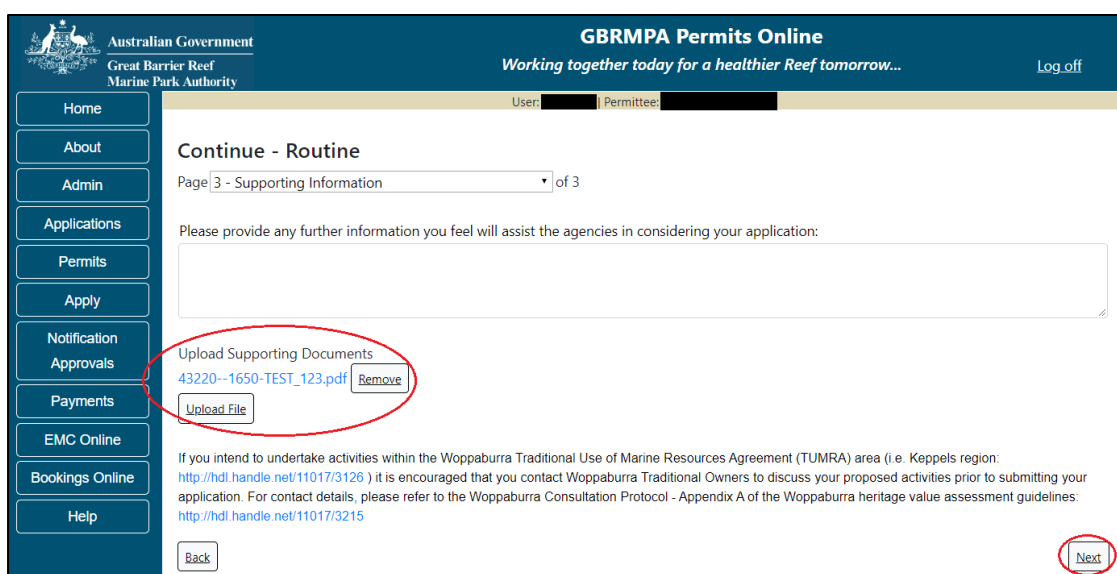 Australian Government
Great Barrier Reef
Marine Park Authority
GBRMPA Permits Online
Working together today for a healthier Reef tomorrow...
Log off
User: | Permittee:
Home
About
Admin
Applications
Permits
Apply
Notification
Approvals
Payments
EMC Online
Bookings Online
Help
Continue - Routine
Page 3 - Supporting Information of 3
Please provide any further information you feel will assist the agencies in considering your application:
Upload Supporting Documents
43220--1650-TEST_123.pdf Remove
Upload File
If you intend to undertake activities within the Woppaburra Traditional Use of Marine Resources Agreement (TUMRA) area (i.e. Keppels region:
http://hdl.handle.net/11017/3126 ) it is encouraged that you contact Woppaburra Traditional Owners to discuss your proposed activities prior to submitting your
application. For contact details, please refer to the Woppaburra Consultation Protocol - Appendix A of the Woppaburra heritage value assessment guidelines:
http://hdl.handle.net/11017/3215
Back
Next